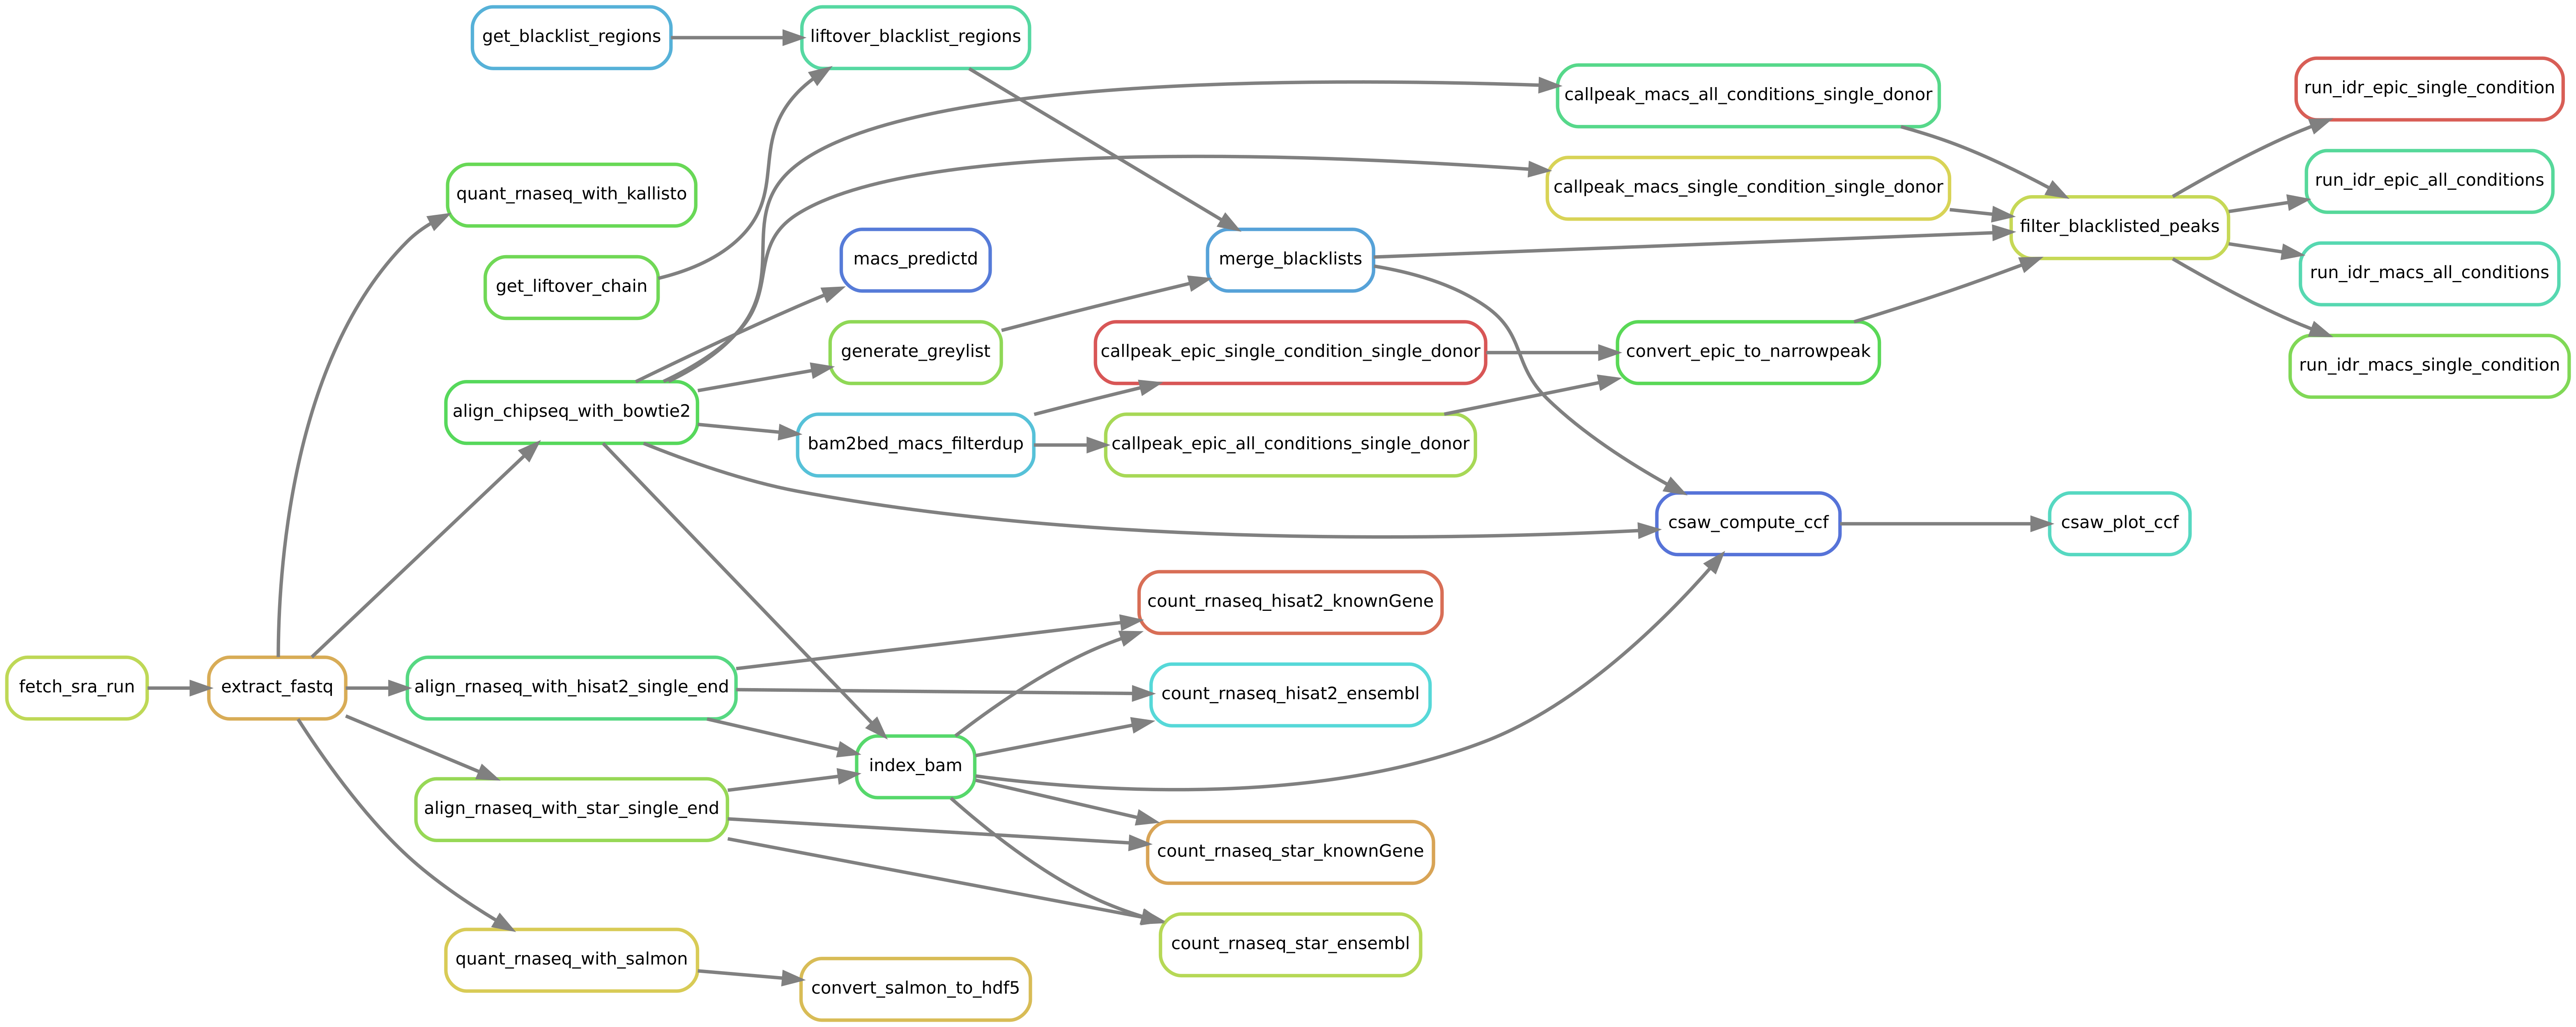 get_blacklist_regions
liftover_blacklist_regions
callpeak_macs_all_conditions_single_donor
run_idr_epic_single_condition
quant_rnaseq_with_kallisto
callpeak_macs_single_condition_single_donor
run_idr_epic_all_conditions
filter_blacklisted_peaks
get_liftover_chain
macs_predictd
merge_blacklists
run_idr_macs_all_conditions
generate_greylist
callpeak_epic_single_condition_single_donor
convert_epic_to_narrowpeak
run_idr_macs_single_condition
align_chipseq_with_bowtie2
bam2bed_macs_filterdup
callpeak_epic_all_conditions_single_donor
csaw_compute_ccf
csaw_plot_ccf
count_rnaseq_hisat2_knownGene
fetch_sra_run
extract_fastq
align_rnaseq_with_hisat2_single_end
count_rnaseq_hisat2_ensembl
index_bam
align_rnaseq_with_star_single_end
count_rnaseq_star_knownGene
count_rnaseq_star_ensembl
quant_rnaseq_with_salmon
convert_salmon_to_hdf5